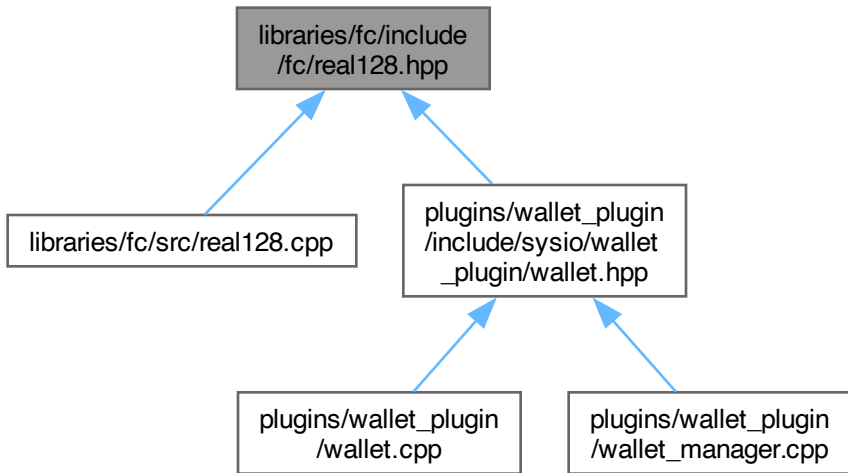 libraries/fc/include
/fc/real128.hpp
libraries/fc/src/real128.cpp
plugins/wallet_plugin
/include/sysio/wallet
_plugin/wallet.hpp
plugins/wallet_plugin
/wallet.cpp
plugins/wallet_plugin
/wallet_manager.cpp